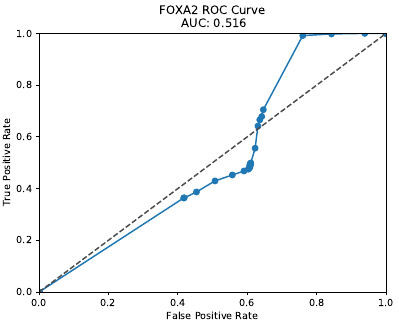 FOXA2 ROC Curve
AUC: 0.516
True Positive Rate
1.0
0.8
0.6
0.4
0.2
0.0
0.0 0.2 0.4 0.6 0.8 1.0
False Positive Rate